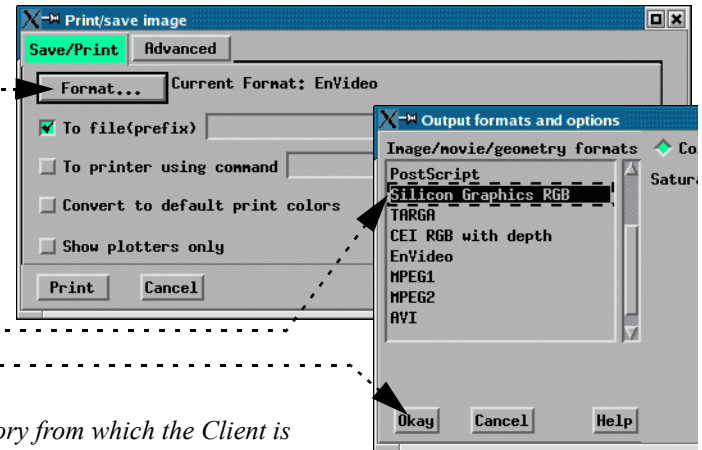 Print/save image
Save/Print Advanced
Format... Current Format: EnVideo
To file(prefix)
To printer using command
Convert to default print colors
Show plotters only
Print Cancel
Output formats and options
Image/movie/geometry formats Co
PostScript Satura
Silicon Graphics RGB
TARGA
CEI RGB with depth
EnVideo
MPEG1
MPEG2
AVI
Okay Cancel Help
ory from which the Client is